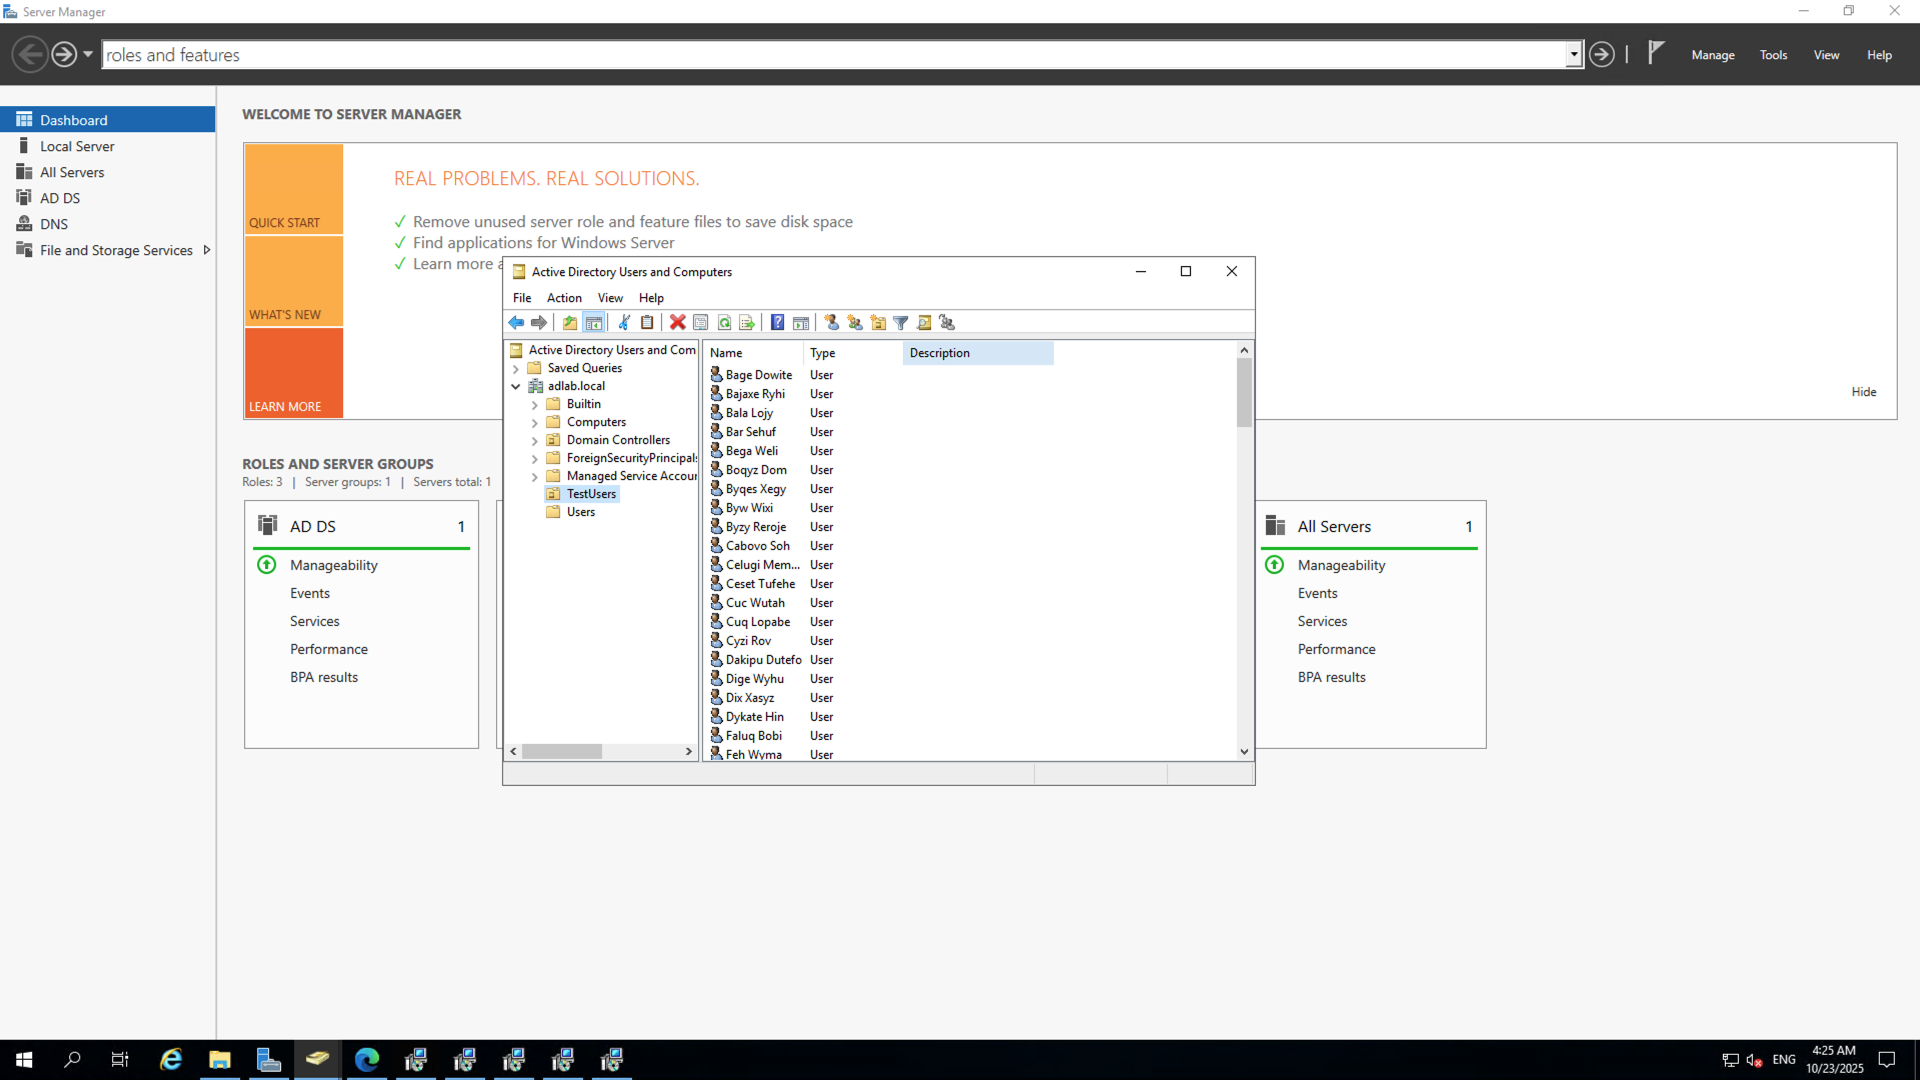 Server Manager
roles and features
Manage
Tools
View
Help
Dashboard
Local Server
All Servers
AD DS
DNS
File and Storage Services
WELCOME TO SERVER MANAGER
QUICK START
WHAT'S NEW
LEARN MORE
REAL PROBLEMS. REAL SOLUTIONS.
Remove unused server role and feature files to save disk space
Find applications for Windows Server
Learn more a
Hide
ROLES AND SERVER GROUPS
Roles: 3 | Server groups: 1 | Servers total: 1
AD DS 1
Manageability
Events
Services
Performance
BPA results
Active Directory Users and Computers
File Action View Help
Active Directory Users and Com
Saved Queries
adlab.local
Builtin
Computers
Domain Controllers
ForeignSecurityPrincipals
Managed Service Accour
TestUsers
Users
Name Type Description
Bage Dowite User
Bajaxe Ryhi User
Bala Lojy User
Bar Sehuf User
Bega Weli User
Boqyz Dom User
Byqes Xegy User
Byw Wixi User
Byzy Reroje User
Cabovo Soh User
Celugi Mem... User
Ceset Tufehe User
Cuc Wutah User
Cuq Lopabe User
Cyzi Rov User
Dakipu Dutefo User
Dige Wyhu User
Dix Xasyz User
Dykate Hin User
Faluq Bobi User
Feh Wyma User
All Servers 1
Manageability
Events
Services
Performance
BPA results
ENG
4:25 AM
10/23/2025